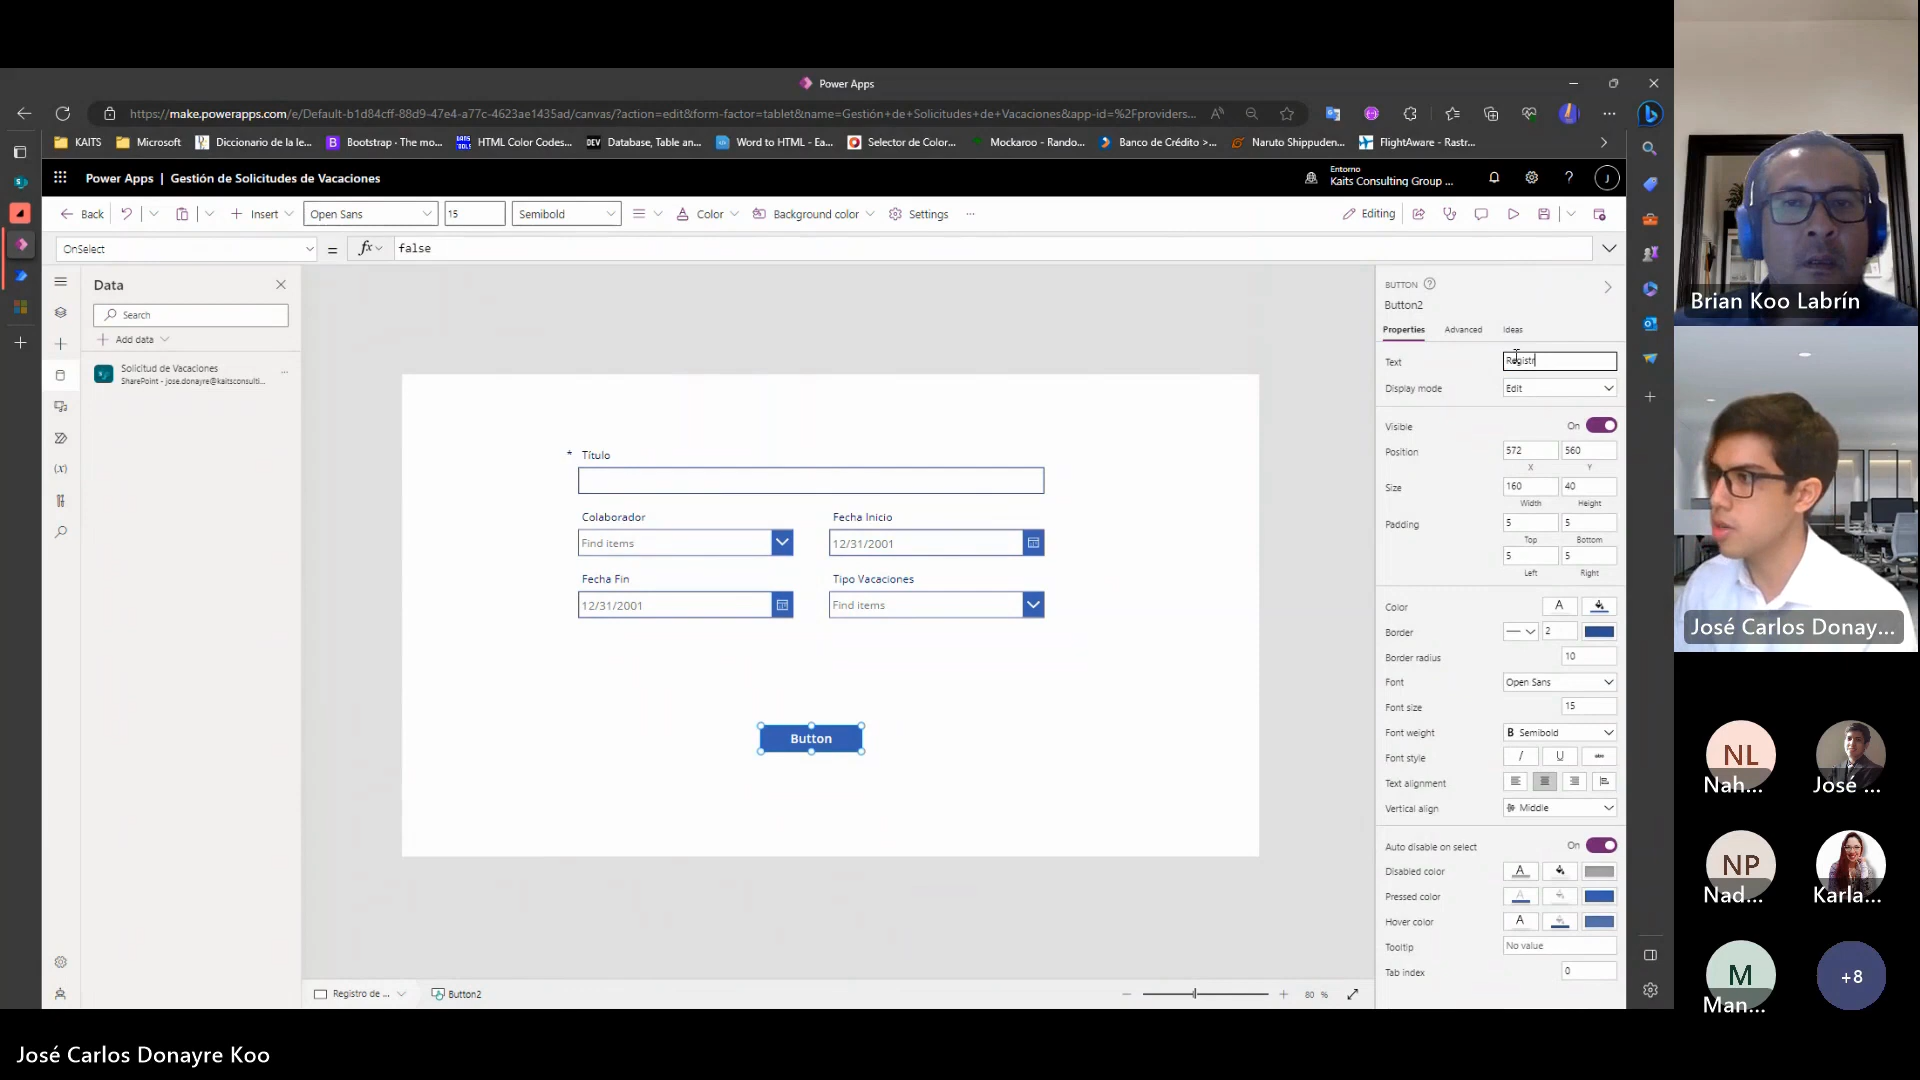 Power Apps
https://make.powerapps.com/e/Default-b1d84cff-88d9-47e4-a77c-4623ae1435ad/canvas/?action=edit&form-factor=tablet&name=Gestión+de+Solicitudes+de+Vacaciones&app-id=%2Fproviders...
KAITS
Microsoft
Diccionario de la le...
Bootstrap - The mo...
HTML Color Codes...
DEV
Database, Table an...
Word to HTML - Ea...
Selector de Color...
Mockaroo - Rando...
Banco de Crédito >...
Naruto Shippuden...
FlightAware - Rastr...
Power Apps | Gestión de Solicitudes de Vacaciones
Entorno
Kaits Consulting Group ...
J
Back
Insert
Open Sans
15
Semibold
Color
Background color
Settings
...
Editing
OnSelect
=
fx
false
Data
Search
Add data
Solicitud de Vacaciones
SharePoint - jose.donayre@kaitsconsulti...
* Título
Colaborador
Fecha Inicio
Find items
12/31/2001
Fecha Fin
Tipo Vacaciones
12/31/2001
Find items
Button
BUTTON
Button2
Properties
Advanced
Ideas
Text
Registr
Display mode
Edit
Visible
On
Position
572
560
X
Y
Size
160
40
Width
Height
Padding
5
5
Top
Bottom
5
5
Left
Right
Color
A
Border
2
Border radius
10
Font
Open Sans
Font size
15
Font weight
B Semibold
Font style
/
U
abc
Text alignment
Vertical align
Middle
Auto disable on select
On
Disabled color
A
Pressed color
A
Hover color
A
Tooltip
No value
Tab index
0
Registro de ...
Button2
80 %
Brian Koo Labrín
José Carlos Donay...
NL
Nah...
José ...
NP
Nad...
Karla...
M
Man...
+8
José Carlos Donayre Koo